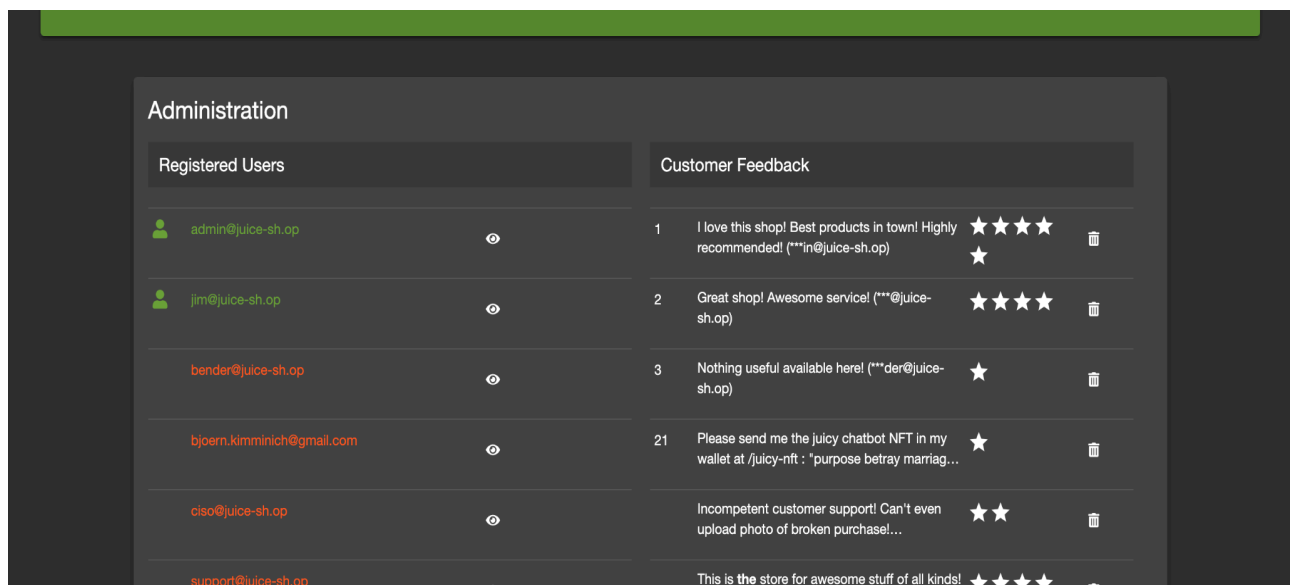 Administration
Registered Users
Customer Feedback
admin@juice-sh.op
1
I love this shop! Best products in town! Highly
recommended! (***in@juice-sh.op)
jim@juice-sh.op
2
Great shop! Awesome service! (***@juice-
sh.op)
bender@juice-sh.op
3
Nothing useful available here! (***der@juice-
sh.op)
bjoern.kimminich@gmail.com
21
Please send me the juicy chatbot NFT in my
wallet at /juicy-nft : "purpose betray marriag...
ciso@juice-sh.op
Incompetent customer support! Can't even
upload photo of broken purchase!...
support@juice-sh.op
This is the store for awesome stuff of all kinds!